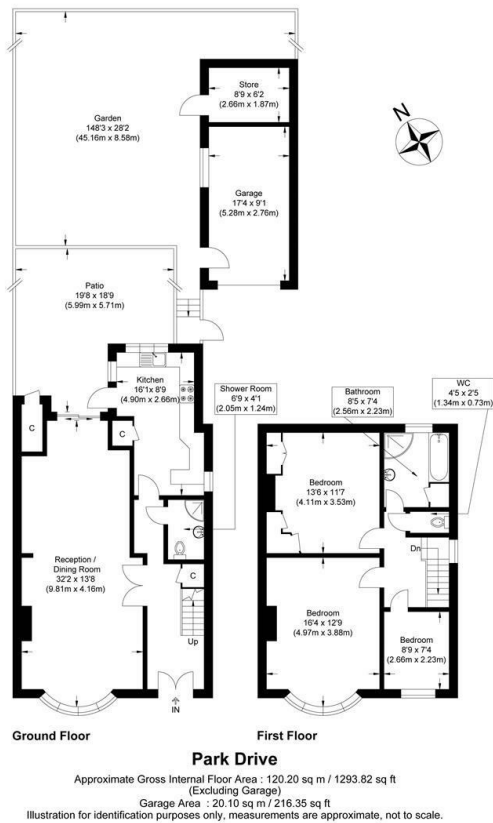 Store
8'9 x 6'2
(2.66m x 1.87m)
Garden
148'3 x 28'2
(45.16m x 8.58m)
N
Garage
17'4 x 9'1
(5.28m x 2.76m)
Patio
19'8 x 18'9
(5.99m x 5.71m)
Kitchen
16'1x 8'9
(4.90m x 2.66m)
Shower Room
6'9 x 4'1
(2.05m x 1.24m)
Bathroom
8'5 x 7'4
(2.56m x 2.23m)
WC
4'5 x 2'5
(1.34m x 0.73m)
C
C
Bedroom
13'6 x 11'7
(4.11m x 3.53m)
Reception /
Dining Room
32'2 x 13'8
(9.81m x 4.16m)
Dn
C
Bedroom
16'4 x 12'9
(4.97m x 3.88m)
Up
Bedroom
8'9 x 7'4
(2.66m x 2.23m)
IN
Ground Floor
First Floor
Park Drive
Approximate Gross Internal Floor Area : 120.20 sq m / 1293.82 sq ft
(Excluding Garage)
Garage Area : 20.10 sq m / 216.35 sq ft
Illustration for identification purposes only, measurements are approximate, not to scale.